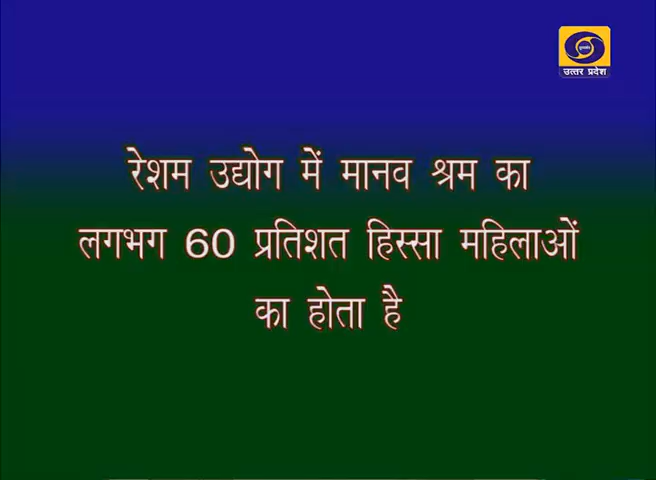 उत्तर प्रदेश
रेशम उद्योग में मानव श्रम का
लगभग 60 प्रतिशत हिस्सा महिलाओं
का होता है